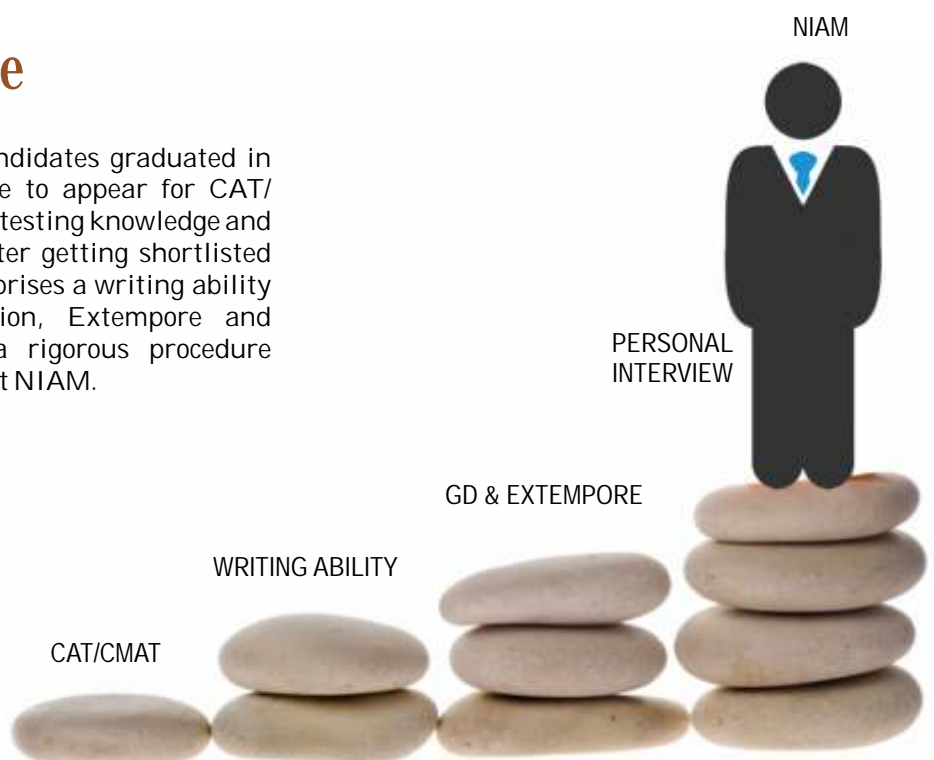 e
ndidates graduated in
e to appear for CAT/
testing knowledge and
ter getting shortlisted
prises a writing ability
ion, Extempore and
a rigorous procedure
t NIAM.
NIAM
PERSONAL
INTERVIEW
GD & EXTEMPORE
WRITING ABILITY
CAT/CMAT